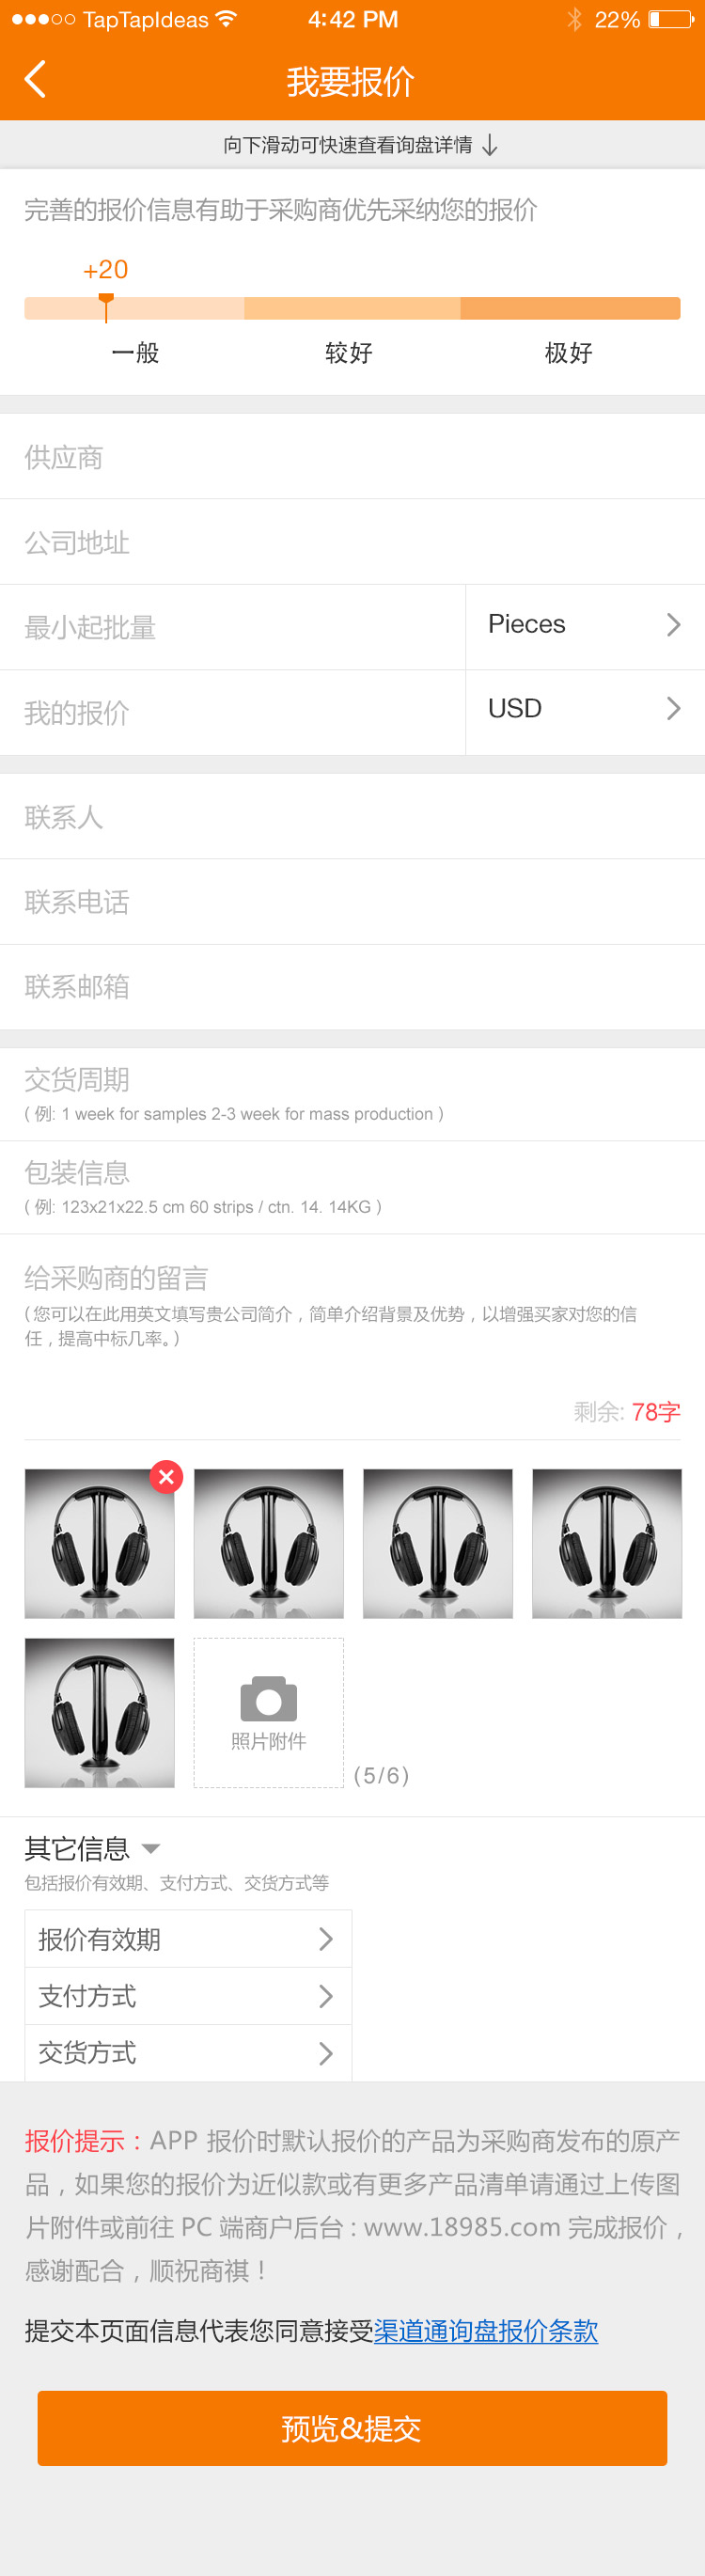 TapTapIdeas 4:42 PM 22%
我要报价
向下滑动可快速查看询盘详情
完善的报价信息有助于采购商优先采纳您的报价
+20
一般 较好 极好
供应商
公司地址
最小起批量 Pieces
我的报价 USD
联系人
联系电话
联系邮箱
交货周期
( 例: 1 week for samples 2-3 week for mass production )
包装信息
( 例: 123x21x22.5 cm 60 strips / ctn. 14. 14KG )
给采购商的留言
( 您可以在此用英文填写贵公司简介，简单介绍背景及优势，以增强买家对您的信
任，提高中标几率。)
剩余: 78字
照片附件
(5/6)
其它信息
包括报价有效期、支付方式、交货方式等
报价有效期
支付方式
交货方式
报价提示：APP 报价时默认报价的产品为采购商发布的原产
品，如果您的报价为近似款或有更多产品清单请通过上传图
片附件或前往 PC 端商户后台：www.18985.com 完成报价，
感谢配合，顺祝商祺！
提交本页面信息代表您同意接受渠道通询盘报价条款
预览&提交